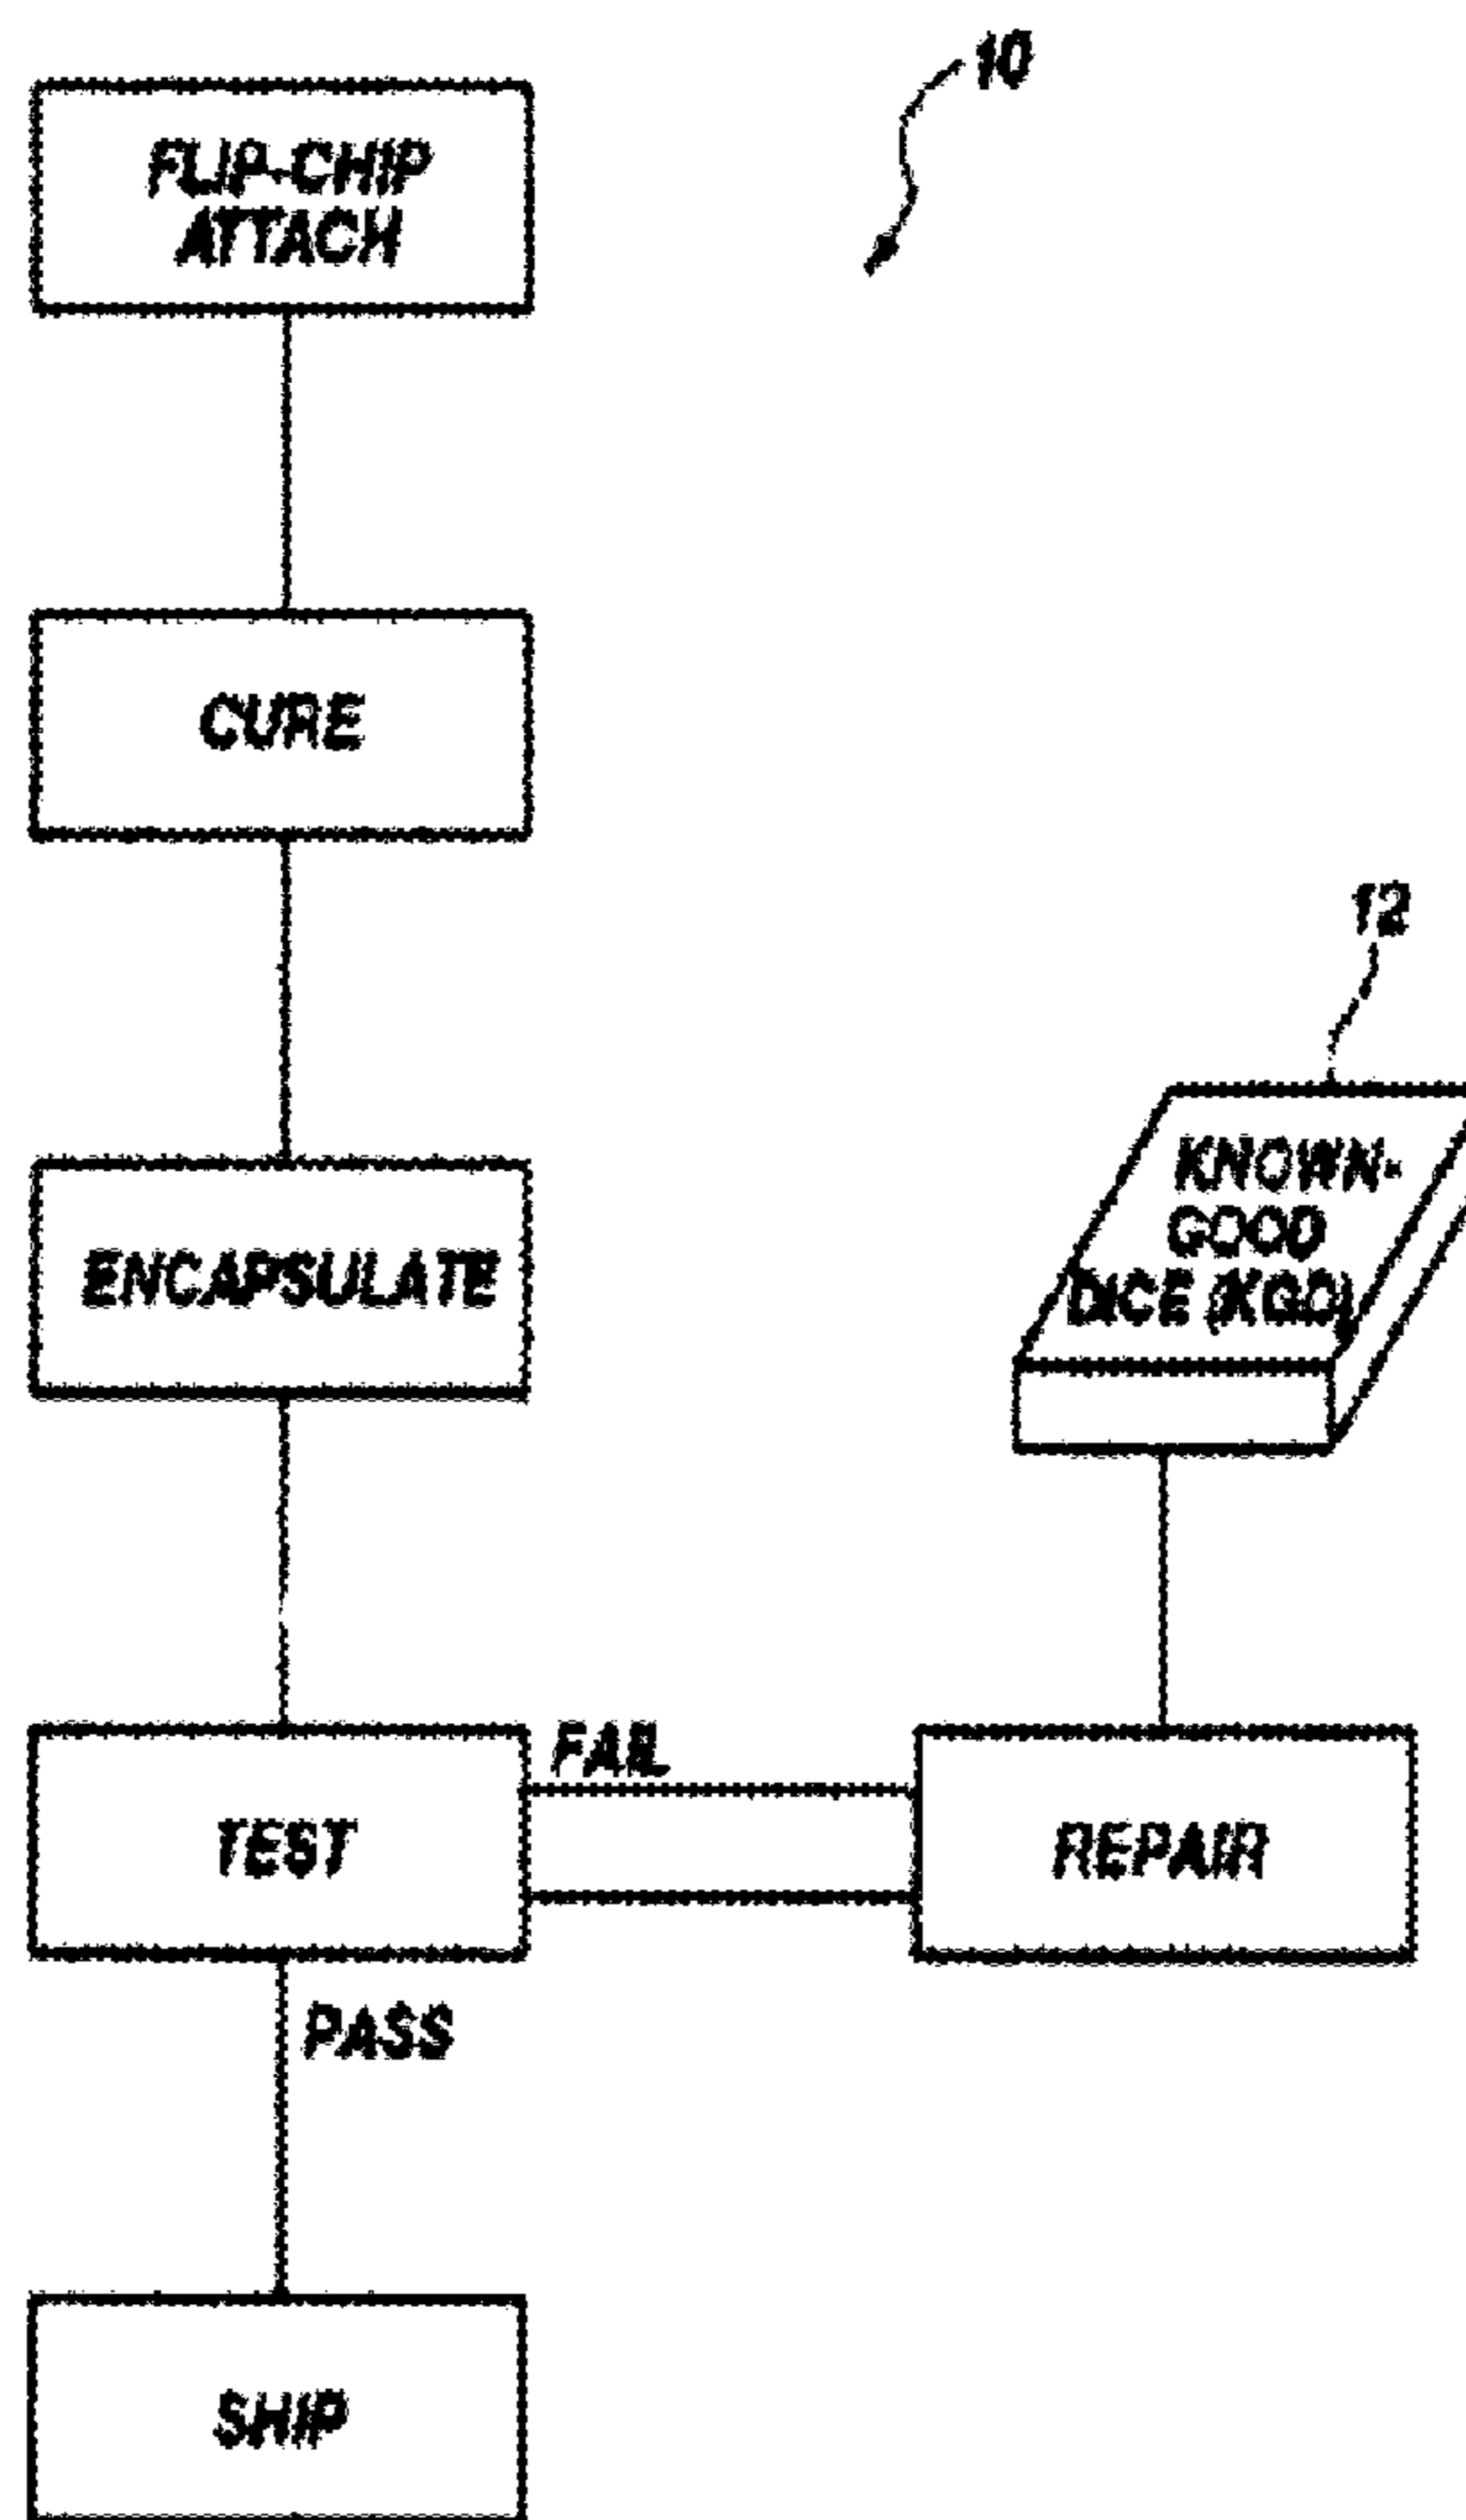 10
FLIP-CHIP
ATTACH
CURE
12
KNOWN-
GOOD
DICE (KGD)
ENCAPSULATE
FAIL
TEST
REPAIR
PASS
SHIP